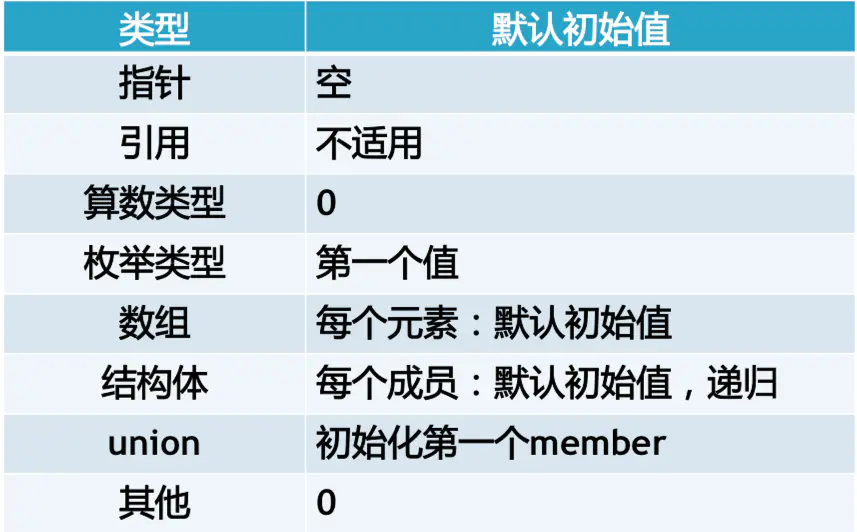 类型 默认初始值
指针 空
引用 不适用
算数类型 0
枚举类型 第一个值
数组 每个元素：默认初始值
结构体 每个成员：默认初始值，递归
union 初始化第一个member
其他 0